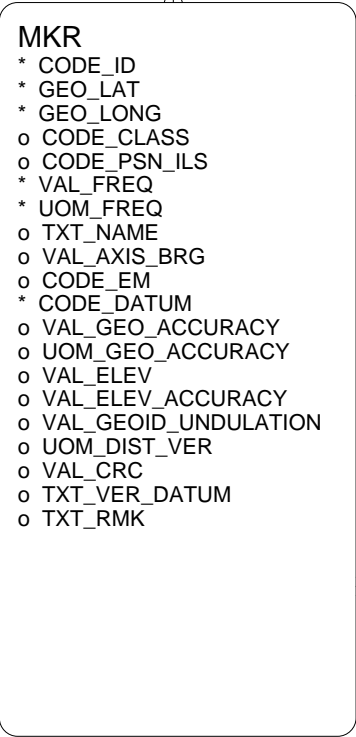 MKR
* CODE_ID
* GEO_LAT
* GEO_LONG
o CODE_CLASS
o CODE_PSN_ILS
* VAL_FREQ
* UOM_FREQ
o TXT_NAME
o VAL_AXIS_BRG
o CODE_EM
* CODE_DATUM
o VAL_GEO_ACCURACY
o UOM_GEO_ACCURACY
o VAL_ELEV
o VAL_ELEV_ACCURACY
o VAL_GEOID_UNDULATION
o UOM_DIST_VER
o VAL_CRC
o TXT_VER_DATUM
o TXT_RMK